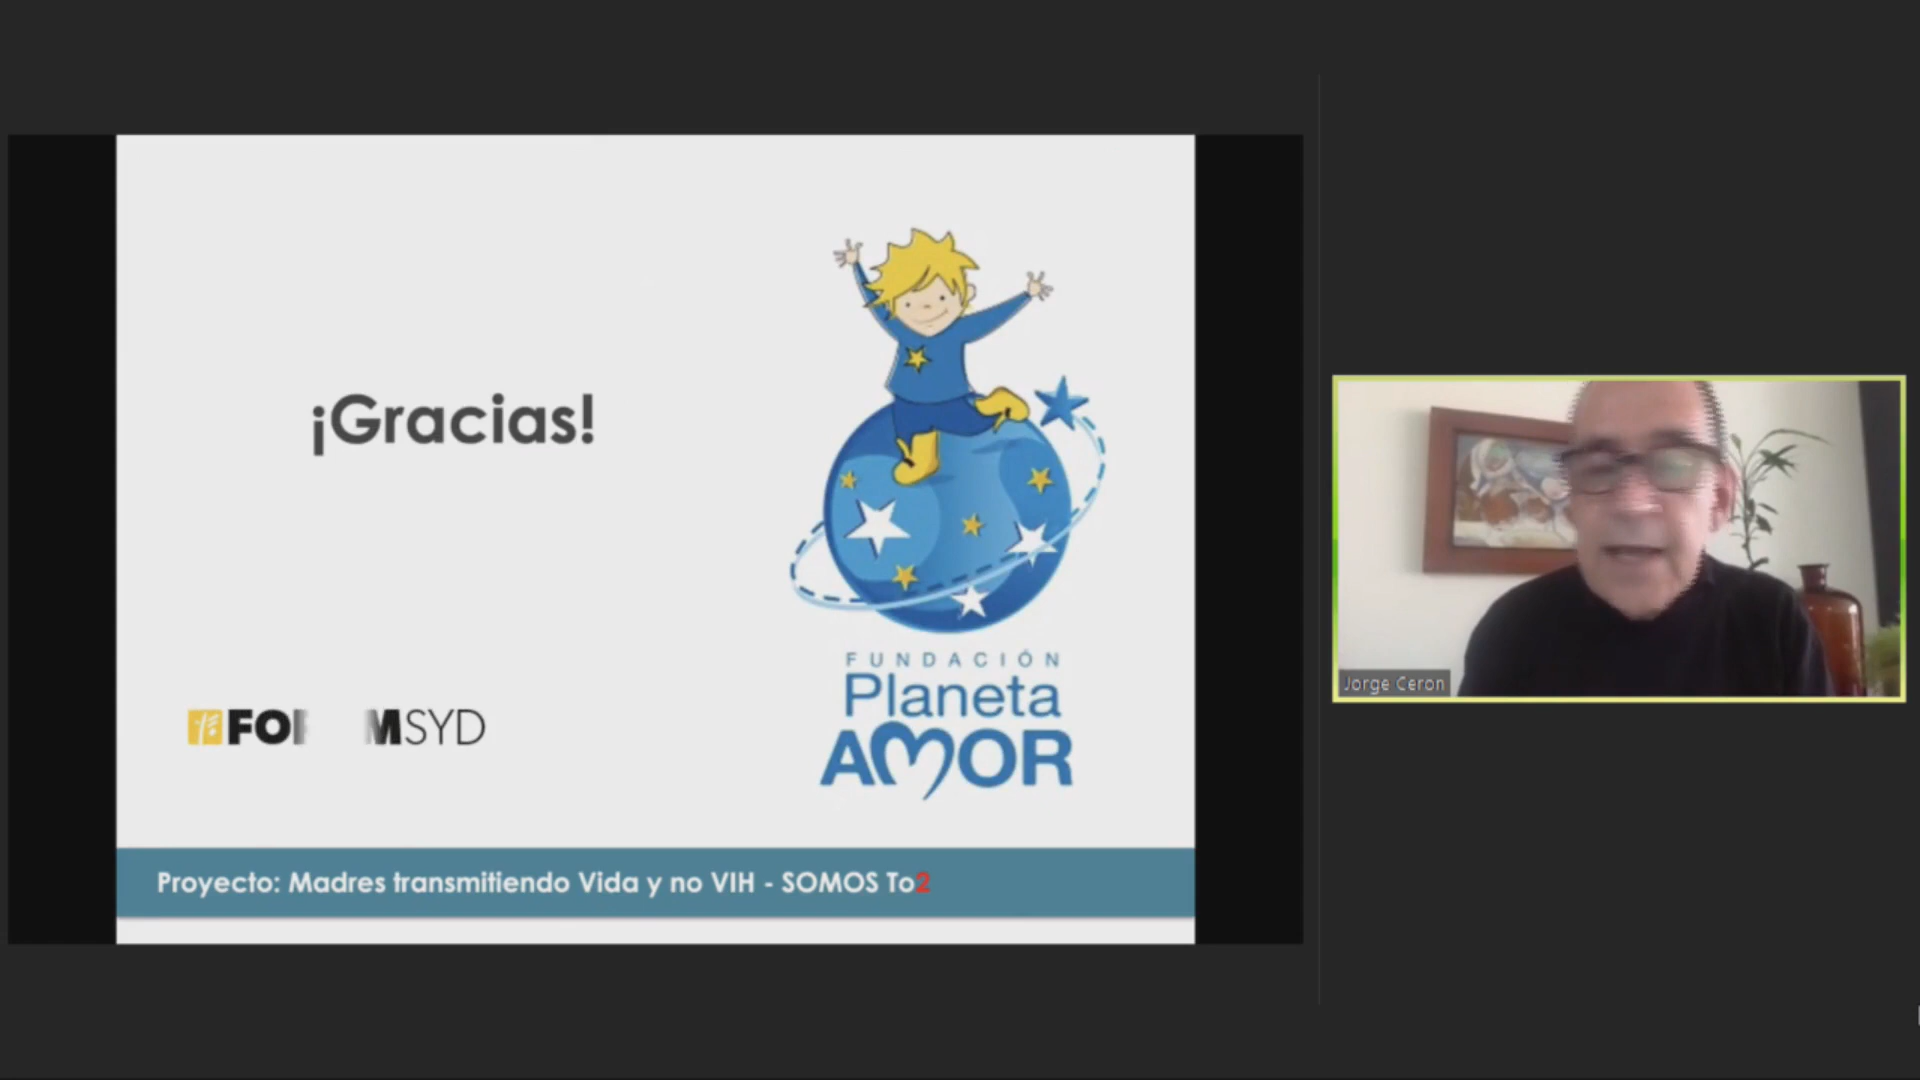 ¡Gracias!
FUNDACIÓN
Planeta
AMOR
MSYD
Proyecto: Madres transmitiendo Vida y no VIH - SOMOS To2
Jorge Ceron